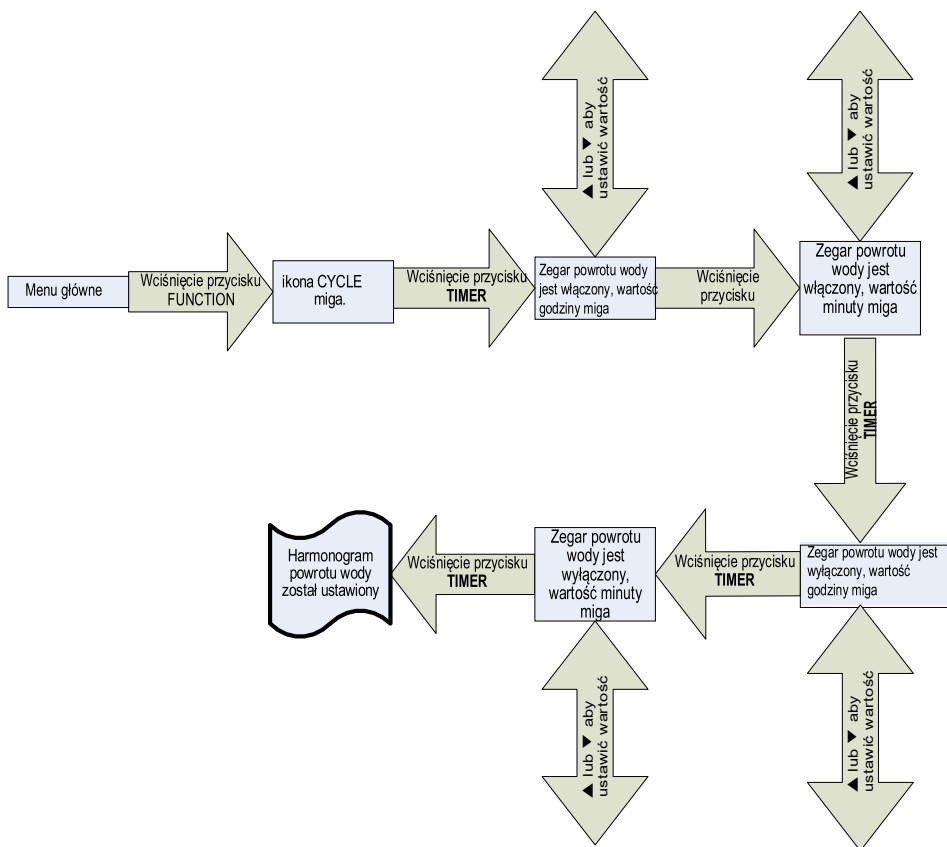 ▲ lub ▼ aby
ustawić wartość
▲ lub ▼ aby
ustawić wartość
Menu główne
Wciśnięcie przycisku
FUNCTION
ikona CYCLE
miga.
Wciśnięcie przycisku
TIMER
Zegar powrotu wody
jest włączony, wartość
godziny miga
Wciśnięcie
przycisku
Zegar powrotu
wody jest
włączony, wartość
minuty miga
Wciśnięcie przycisku
TIMER
Zegar powrotu wody jest
wyłączony, wartość
godziny miga
Wciśnięcie przycisku
TIMER
Zegar powrotu
wody jest
wyłączony,
wartość minuty
miga
Wciśnięcie przycisku
TIMER
Harmonogram
powrotu wody
został ustawiony
▲ lub ▼ aby
ustawić wartość
▲ lub ▼ aby
ustawić wartość